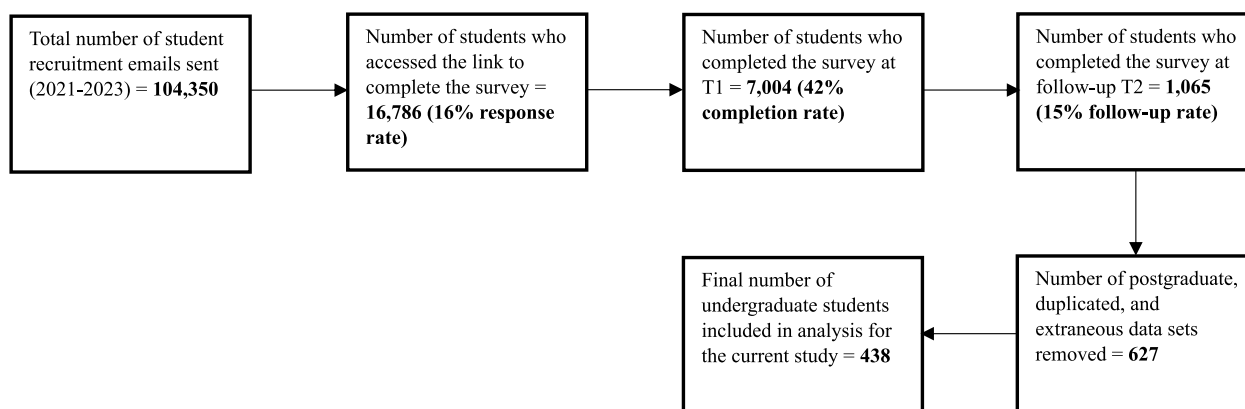 Total number of student
recruitment emails sent
(2021-2023) = 104,350
Number of students who
accessed the link to
complete the survey =
16,786 (16% response
rate)
Number of students who
completed the survey at
T1 = 7,004 (42%
completion rate)
Number of students who
completed the survey at
follow-up T2 = 1,065
(15% follow-up rate)
Number of postgraduate,
duplicated, and
extraneous data sets
removed = 627
Final number of
undergraduate students
included in analysis for
the current study = 438